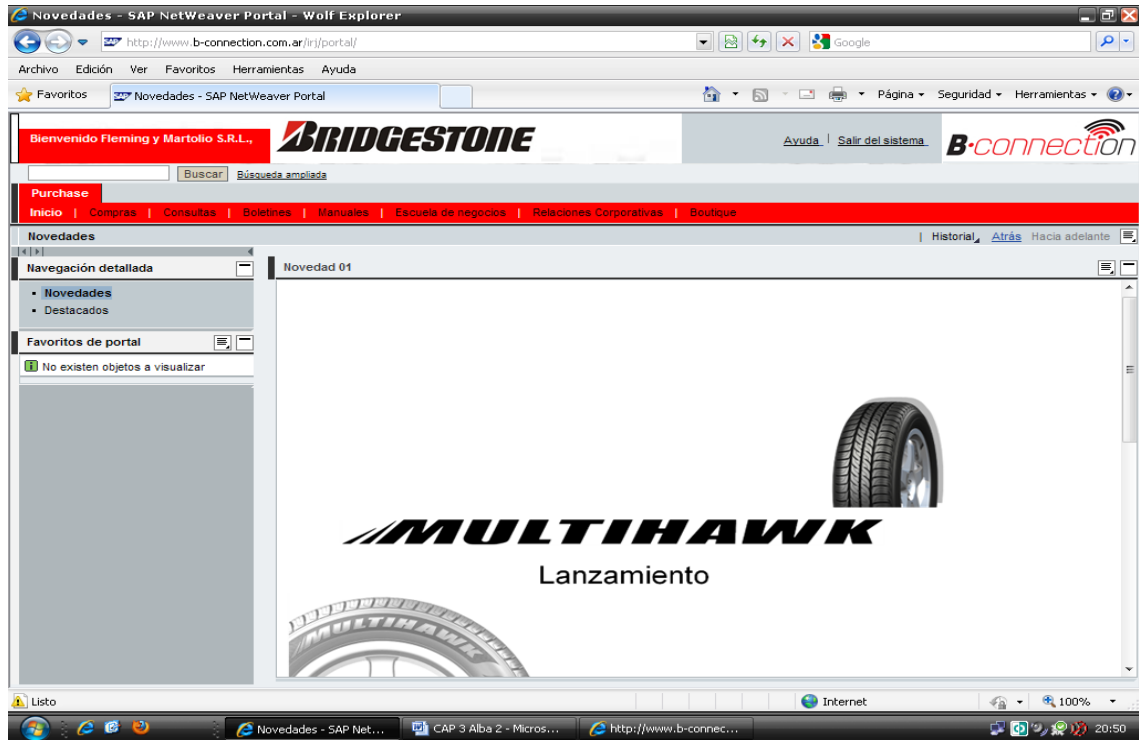 Novedades - SAP NetWeaver Portal - Wolf Explorer
http://www.b-connection.com.ar/irj/portal/
Google
Archivo Edición Ver Favoritos Herramientas Ayuda
Favoritos
Novedades - SAP NetWeaver Portal
Página
Seguridad
Herramientas
Bienvenido Fleming y Martolio S.R.L.,
BRIDGESTONE
Ayuda | Salir del sistema
B·connection
Buscar Búsqueda ampliada
Purchase
Inicio | Compras | Consultas | Boletines | Manuales | Escuela de negocios | Relaciones Corporativas | Boutique
Novedades
| Historial Atrás Hacia adelante
Navegación detallada
Novedades
Destacados
Favoritos de portal
No existen objetos a visualizar
Novedad 01
MULTIHAWK
Lanzamiento
MULTIHAWK
Listo
Internet
100%
Novedades - SAP Net...
CAP 3 Alba 2 - Micros...
http://www.b-connec...
20:50